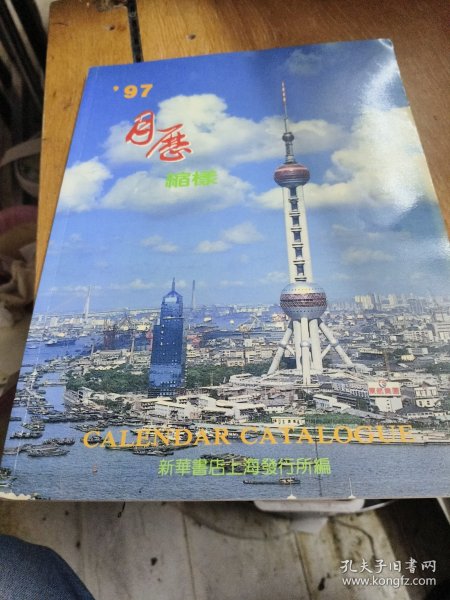 '97
月歷
縮樣
CALENDAR CATALOGUE
新華書店上海發行所編
孔夫子旧书网
www.kongfz.com